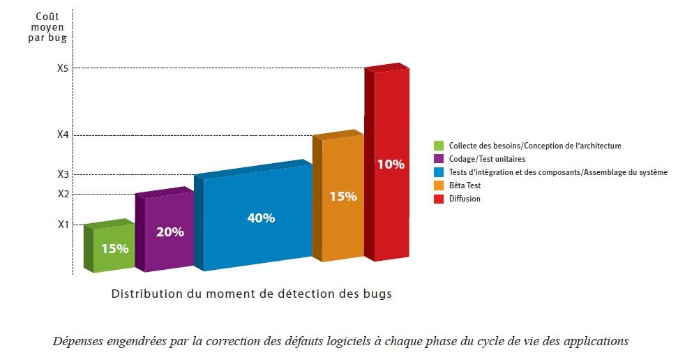 Coût
moyen
par bug
X5
X4
X3
X2
X1
15%
20%
40%
15%
10%
Collecte des besoins/Conception de l'architecture
Codage/Test unitaires
Tests d'intégration et des composants/Assemblage du système
Bêta Test
Diffusion
Distribution du moment de détection des bugs
Dépenses engendrées par la correction des défauts logiciels à chaque phase du cycle de vie des applications